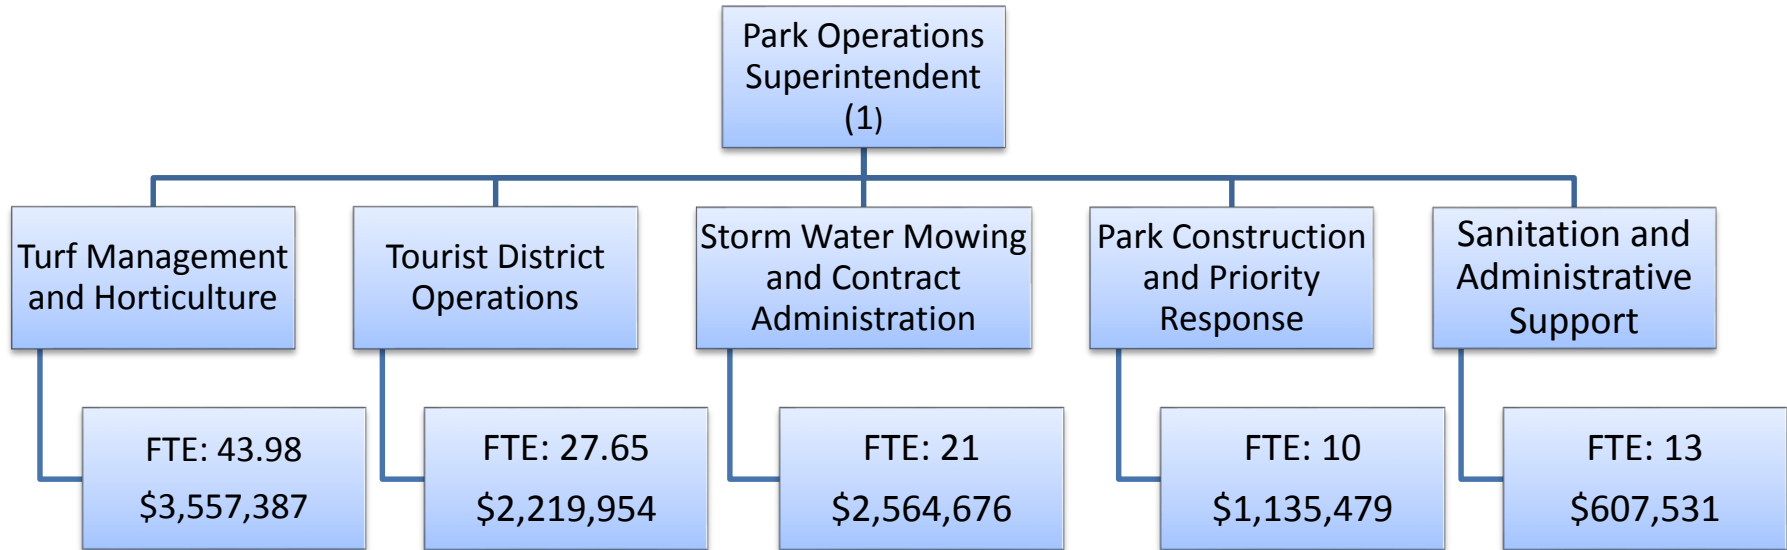 Park Operations
Superintendent
(1)
Turf Management
and Horticulture
Tourist District
Operations
Storm Water Mowing
and Contract
Administration
Park Construction
and Priority
Response
Sanitation and
Administrative
Support
FTE: 43.98
$3,557,387
FTE: 27.65
$2,219,954
FTE: 21
$2,564,676
FTE: 10
$1,135,479
FTE: 13
$607,531